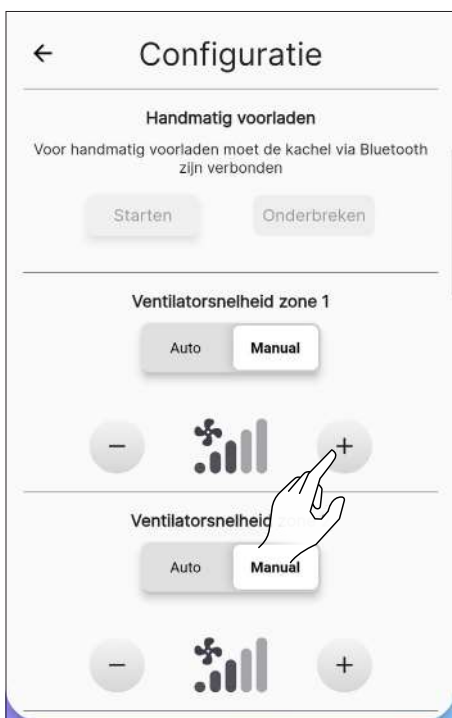 Configuratie
Handmatig voorladen
Voor handmatig voorladen moet de kachel via Bluetooth
zijn verbonden
Starten Onderbreken
Ventilatorsnelheid zone 1
Auto Manual
− +
Ventilatorsnelheid
Auto Manual
− +